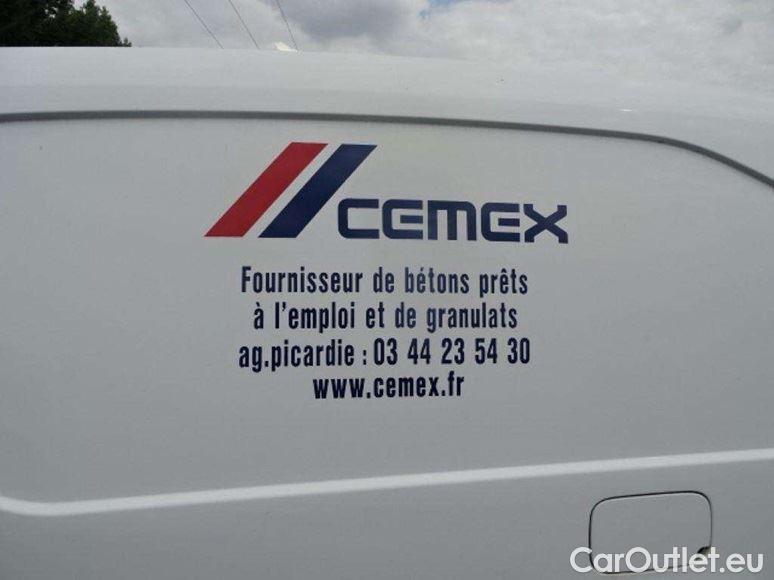 CEMEX
Fournisseur de bétons prêts
à l'emploi et de granulats
ag.picardie : 03 44 23 54 30
www.cemex.fr
CarOutlet.eu